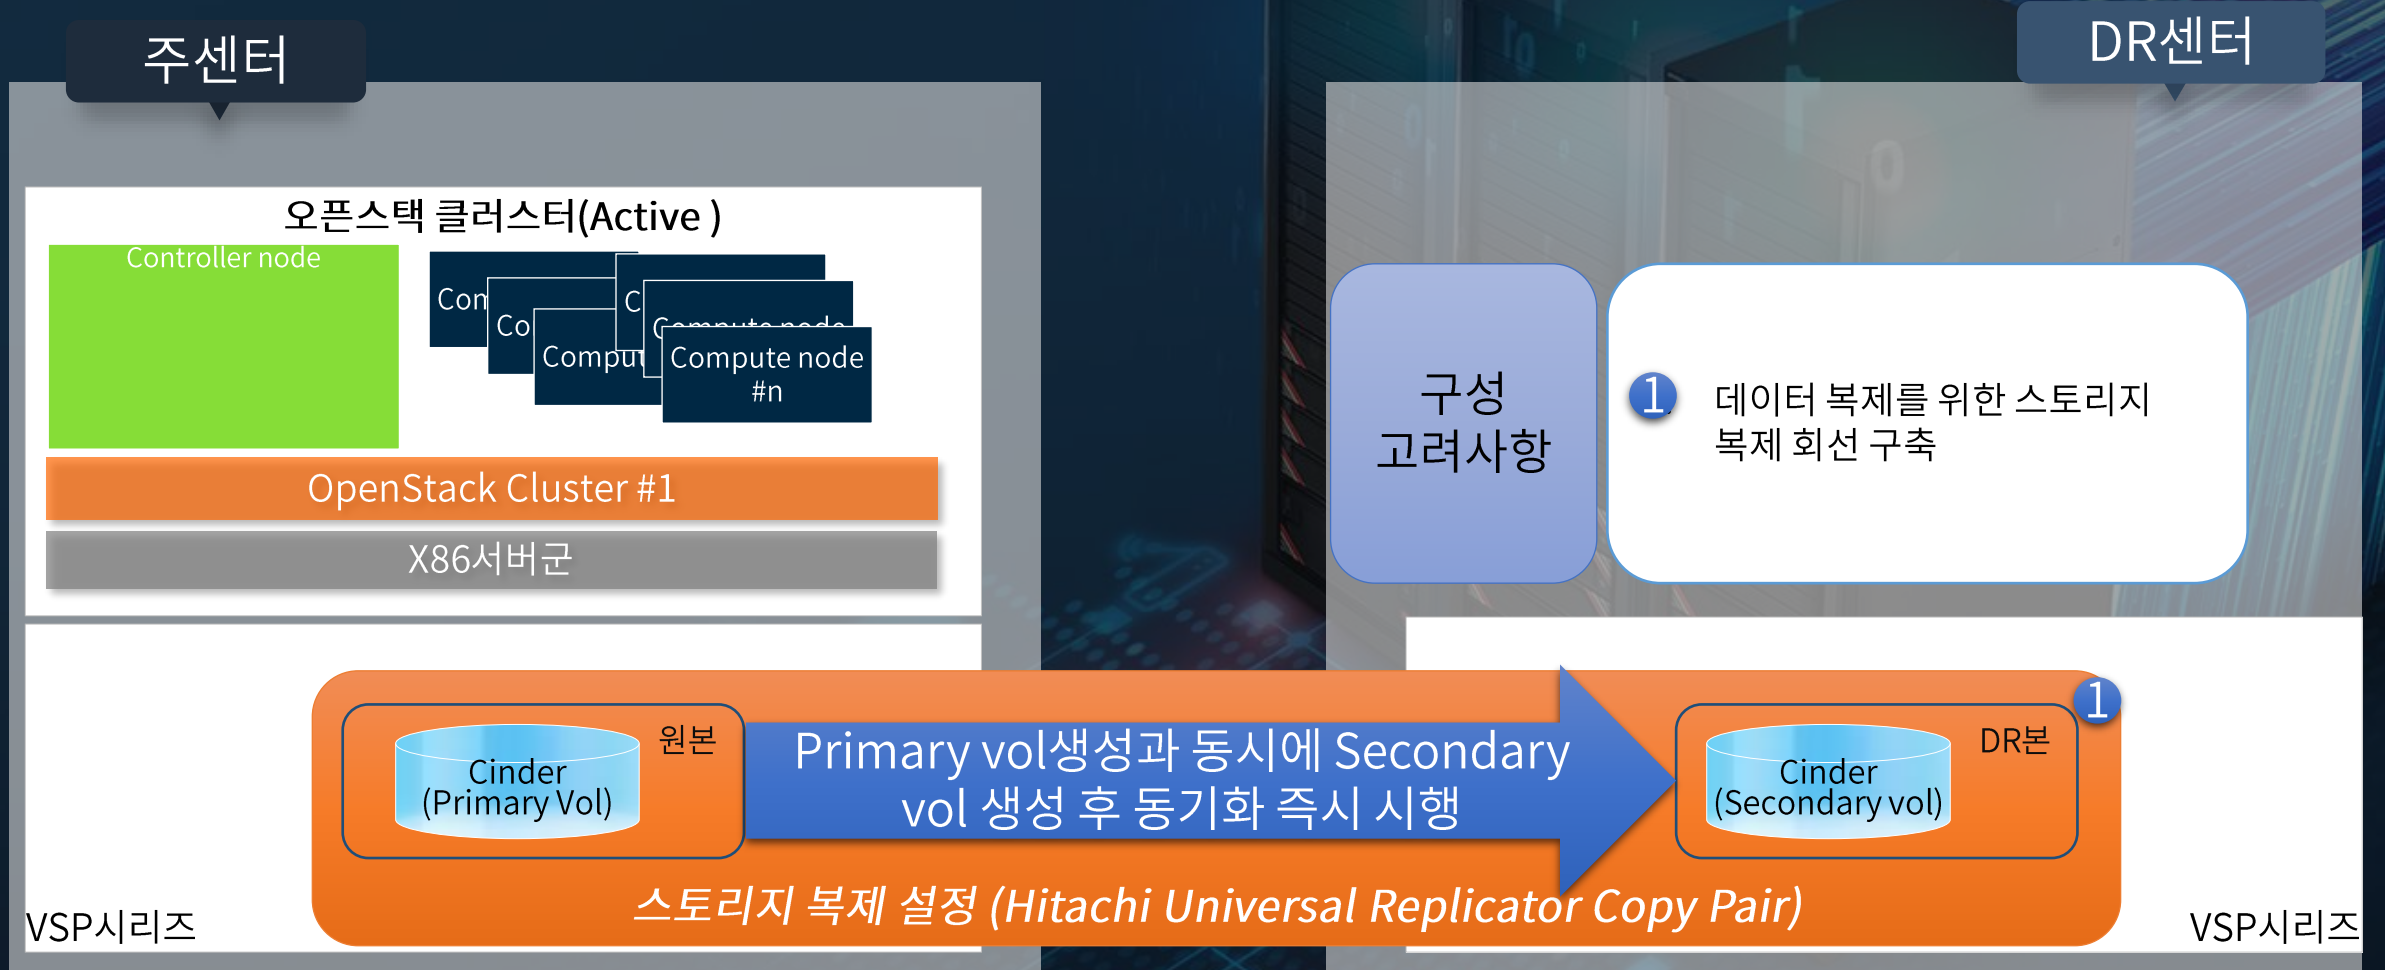 주센터
DR센터
오픈스택 클러스터(Active )
Controller node
Com
Co
Comput
C
Compute node
Compute node
#n
OpenStack Cluster #1
X86서버군
구성
고려사항
1
데이터 복제를 위한 스토리지
복제 회선 구축
원본
Cinder
(Primary Vol)
Primary vol생성과 동시에 Secondary
vol 생성 후 동기화 즉시 시행
1
DR본
Cinder
(Secondary vol)
스토리지 복제 설정 (Hitachi Universal Replicator Copy Pair)
VSP시리즈
VSP시리즈